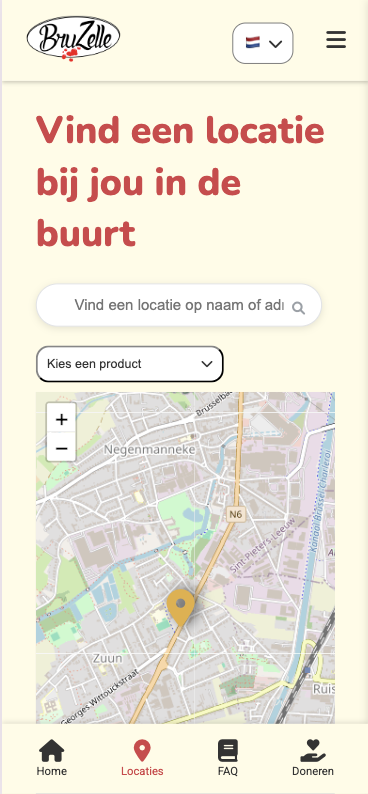 BruZelle
Vind een locatie
bij jou in de
buurt
Vind een locatie op naam of adr
Kies een product
+
−
Brusselba
Negenmanneke
N6
Sint-Pieters-Leeuw
Kanaal Brussel-Charleroi
Zuun
Georges Wittouckstraat
Ruis
Home
Locaties
FAQ
Doneren